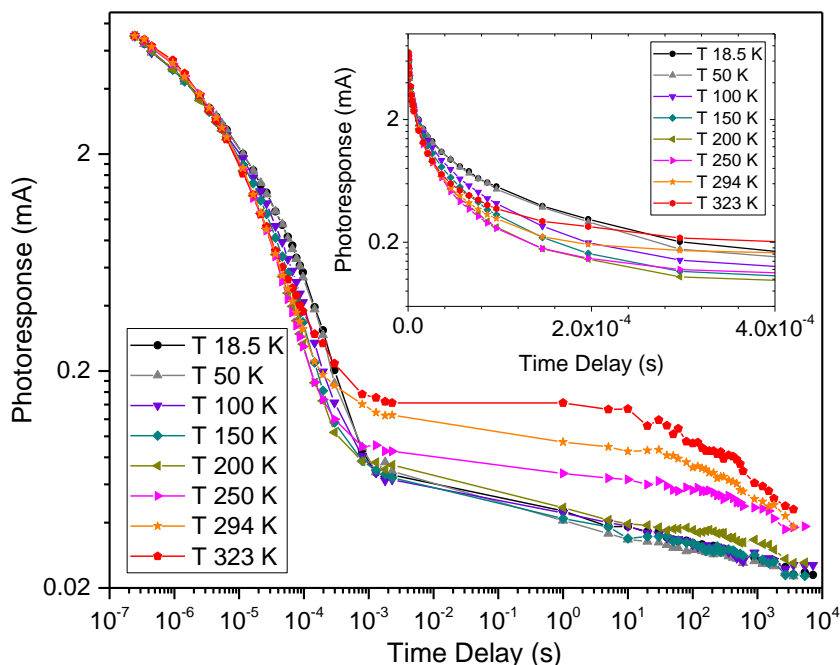 Photoresponse (mA)
2
0.2
0.02
10-7
10-6
10-5
10-4
10-3
10-2
10-1
100
101
102
103
104
Time Delay (s)
T 18.5 K
T 50 K
T 100 K
T 150 K
T 200 K
T 250 K
T 294 K
T 323 K
Photoresponse (mA)
2
0.2
0.0
2.0x10-4
4.0x10-4
Time Delay (s)
T 18.5 K
T 50 K
T 100 K
T 150 K
T 200 K
T 250 K
T 294 K
T 323 K